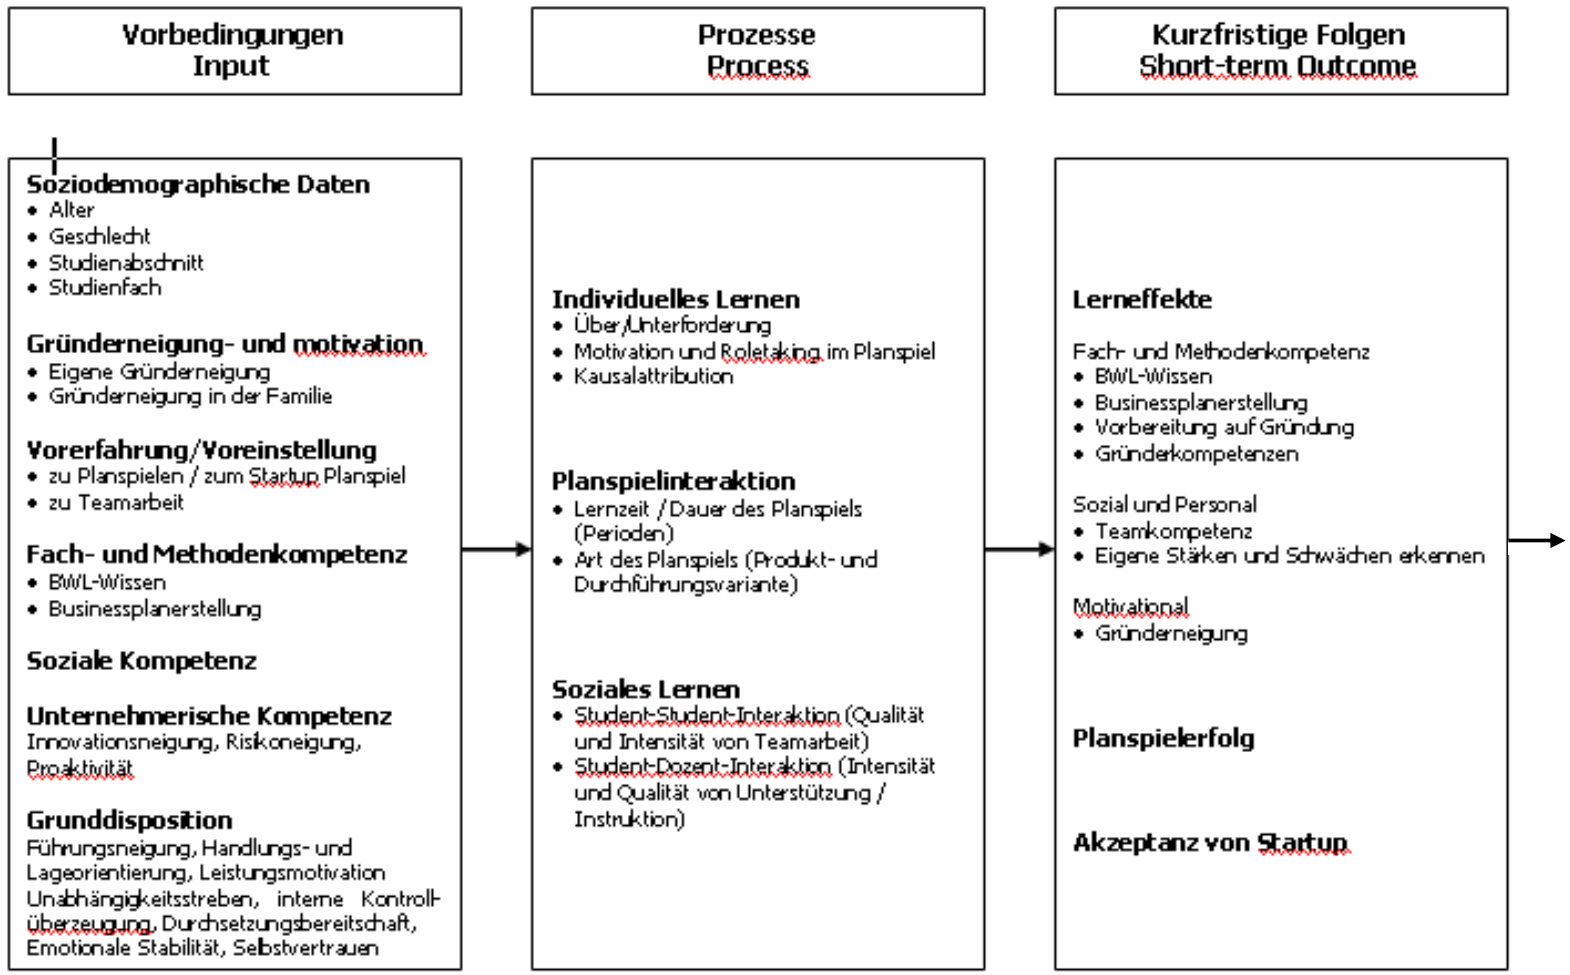 Vorbedingungen
Input
Prozesse
Process
Kurzfristige Folgen
Short-term Outcome
Soziodemographische Daten
• Alter
• Geschlecht
• Studienabschnitt
• Studienfach
Gründerneigung- und motivation
• Eigene Gründerneigung
• Gründerneigung in der Familie
Vorerfahrung/Voreinstellung
• zu Planspielen / zum Startup Planspiel
• zu Teamarbeit
Fach- und Methodenkompetenz
• BWL-Wissen
• Businessplanerstellung
Soziale Kompetenz
Unternehmerische Kompetenz
Innovationsneigung, Risikoneigung,
Proaktivität
Grunddisposition
Führungsneigung, Handlungs- und
Lageorientierung, Leistungsmotivation
Unabhängigkeitsstreben, interne Kontroll-
überzeugung, Durchsetzungsbereitschaft,
Emotionale Stabilität, Selbstvertrauen
Individuelles Lernen
• Über/Unterforderung
• Motivation und Roletaking im Planspiel
• Kausalattribution
Planspielinteraktion
• Lernzeit / Dauer des Planspiels
(Perioden)
• Art des Planspiels (Produkt- und
Durchführungsvariante)
Soziales Lernen
• Student-Student-Interaktion (Qualität
und Intensität von Teamarbeit)
• Student-Dozent-Interaktion (Intensität
und Qualität von Unterstützung /
Instruktion)
Lerneffekte
Fach- und Methodenkompetenz
• BWL-Wissen
• Businessplanerstellung
• Vorbereitung auf Gründung
• Gründerkompetenzen
Sozial und Personal
• Teamkompetenz
• Eigene Stärken und Schwächen erkennen
Motivational
• Gründerneigung
Planspielerfolg
Akzeptanz von Startup